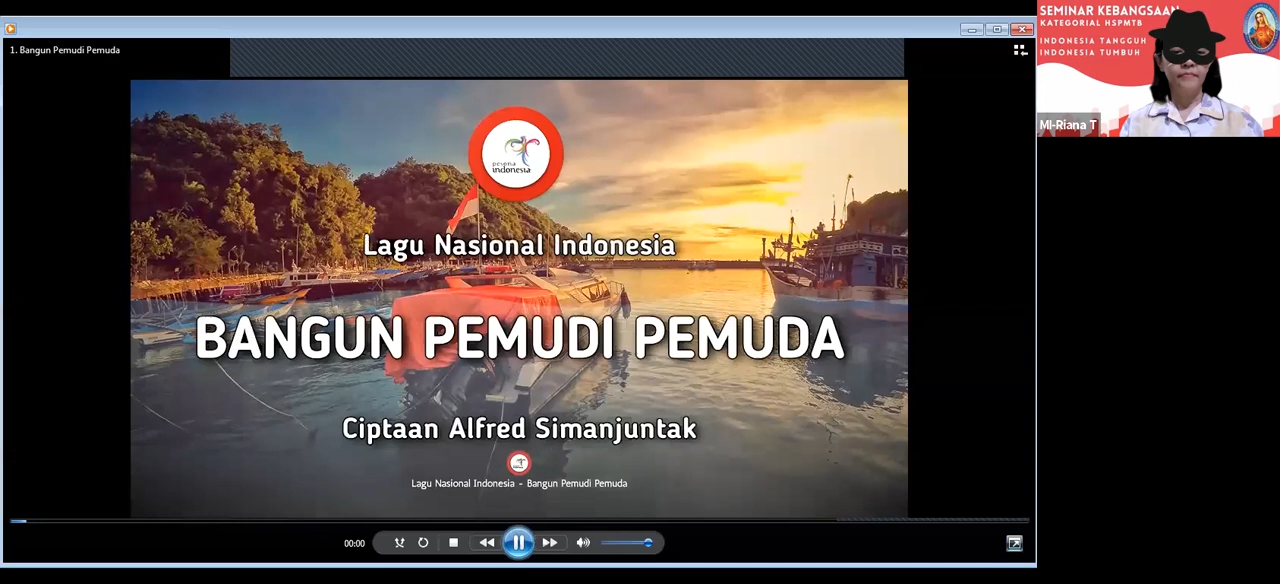 1. Bangun Pemudi Pemuda
pesona
indonesia
Lagu Nasional Indonesia
BANGUN PEMUDI PEMUDA
Ciptaan Alfred Simanjuntak
Lagu Nasional Indonesia - Bangun Pemudi Pemuda
00:00
SEMINAR KEBANGSAAN
KATEGORIAL HSPMTB
INDONESIA TANGGUH
INDONESIA TUMBUH
MI-Riana T